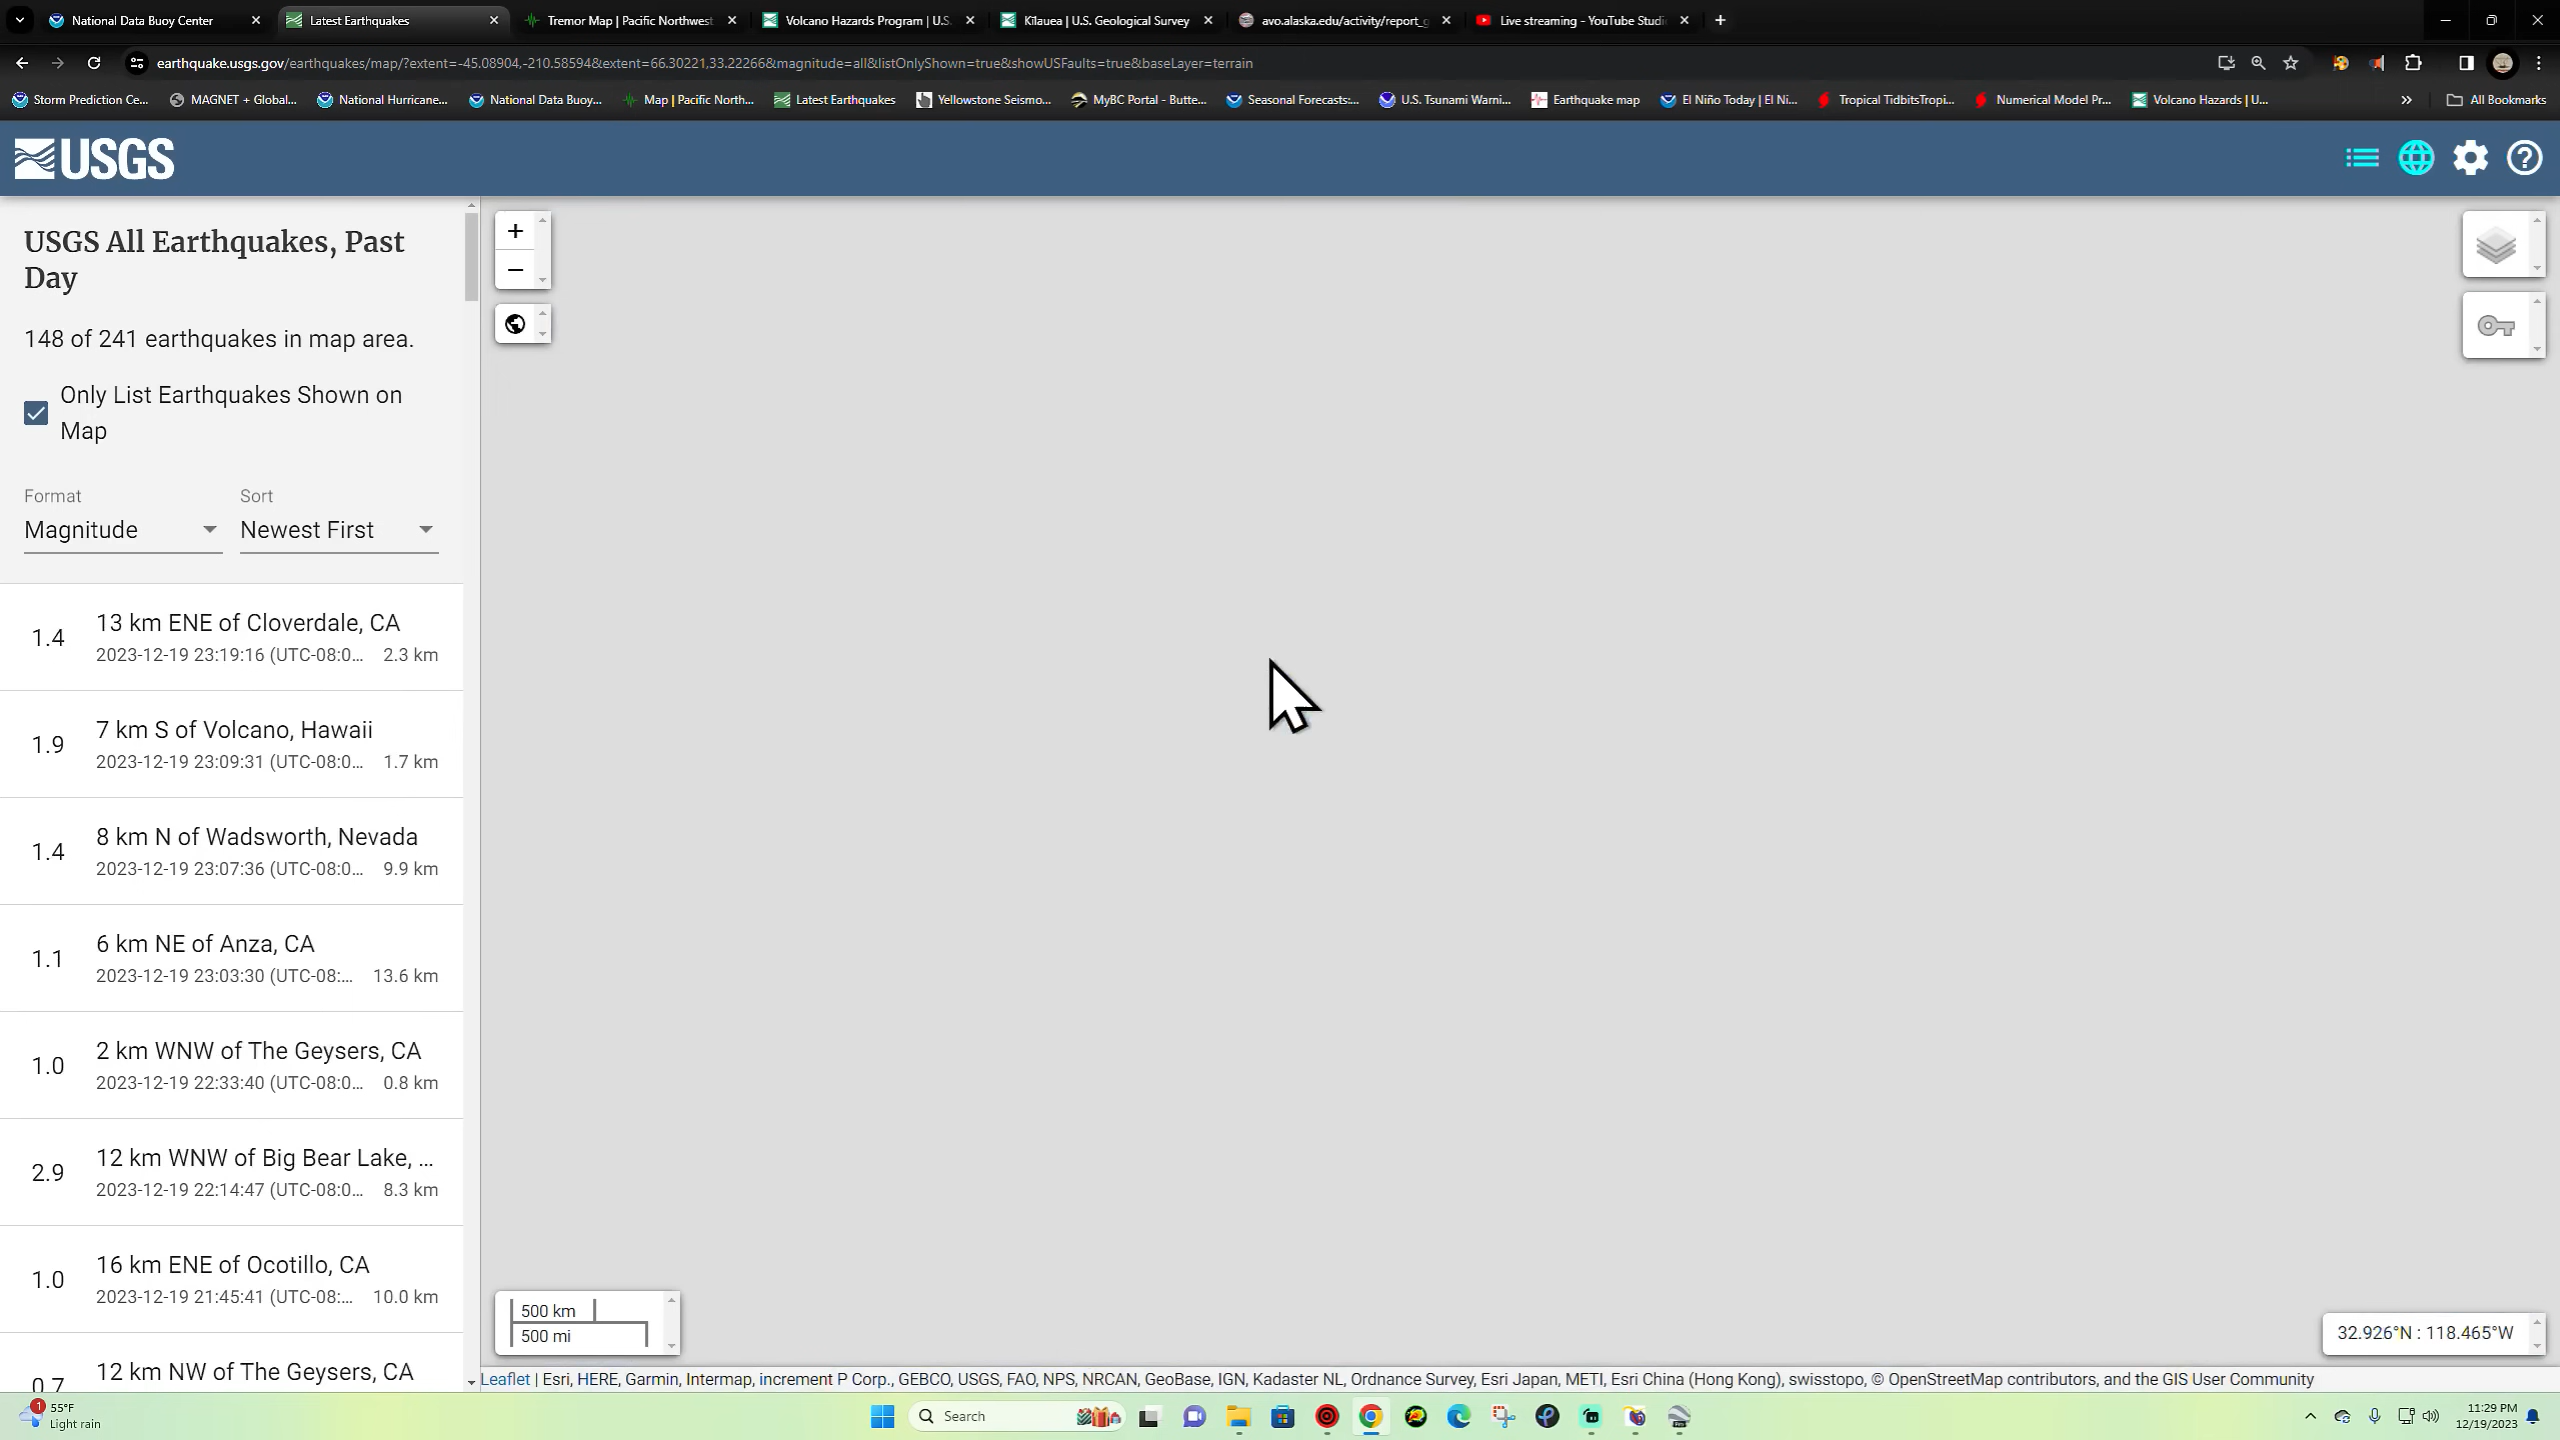 National Data Buoy Center
Latest Earthquakes
Tremor Map | Pacific Northwest
Volcano Hazards Program | U.S.
Kīlauea | U.S. Geological Survey
avo.alaska.edu/activity/report_g
Live streaming - YouTube Studi
earthquake.usgs.gov/earthquakes/map/?extent=-45.08904,-210.58594&extent=66.30221,33.22266&magnitude=all&listOnlyShown=true&showUSFaults=true&baseLayer=terrain
Storm Prediction Ce...
MAGNET + Global...
National Hurricane...
National Data Buoy...
Map | Pacific North...
Latest Earthquakes
Yellowstone Seismo...
MyBC Portal - Butte...
Seasonal Forecasts:...
U.S. Tsunami Warni...
Earthquake map
El Niño Today | El Ni...
Tropical TidbitsTropi...
Numerical Model Pr...
Volcano Hazards | U...
All Bookmarks
USGS
USGS All Earthquakes, Past
Day
148 of 241 earthquakes in map area.
Only List Earthquakes Shown on
Map
Format Sort
Magnitude Newest First
1.4 13 km ENE of Cloverdale, CA
2023-12-19 23:19:16 (UTC-08:0... 2.3 km
1.9 7 km S of Volcano, Hawaii
2023-12-19 23:09:31 (UTC-08:0... 1.7 km
1.4 8 km N of Wadsworth, Nevada
2023-12-19 23:07:36 (UTC-08:0... 9.9 km
1.1 6 km NE of Anza, CA
2023-12-19 23:03:30 (UTC-08:... 13.6 km
1.0 2 km WNW of The Geysers, CA
2023-12-19 22:33:40 (UTC-08:0... 0.8 km
2.9 12 km WNW of Big Bear Lake, ...
2023-12-19 22:14:47 (UTC-08:0... 8.3 km
1.0 16 km ENE of Ocotillo, CA
2023-12-19 21:45:41 (UTC-08:... 10.0 km
0.7 12 km NW of The Geysers, CA
500 km
500 mi
32.926°N : 118.465°W
Leaflet | Esri, HERE, Garmin, Intermap, increment P Corp., GEBCO, USGS, FAO, NPS, NRCAN, GeoBase, IGN, Kadaster NL, Ordnance Survey, Esri Japan, METI, Esri China (Hong Kong), swisstopo, © OpenStreetMap contributors, and the GIS User Community
1
55°F
Light rain
Search
11:29 PM
12/19/2023